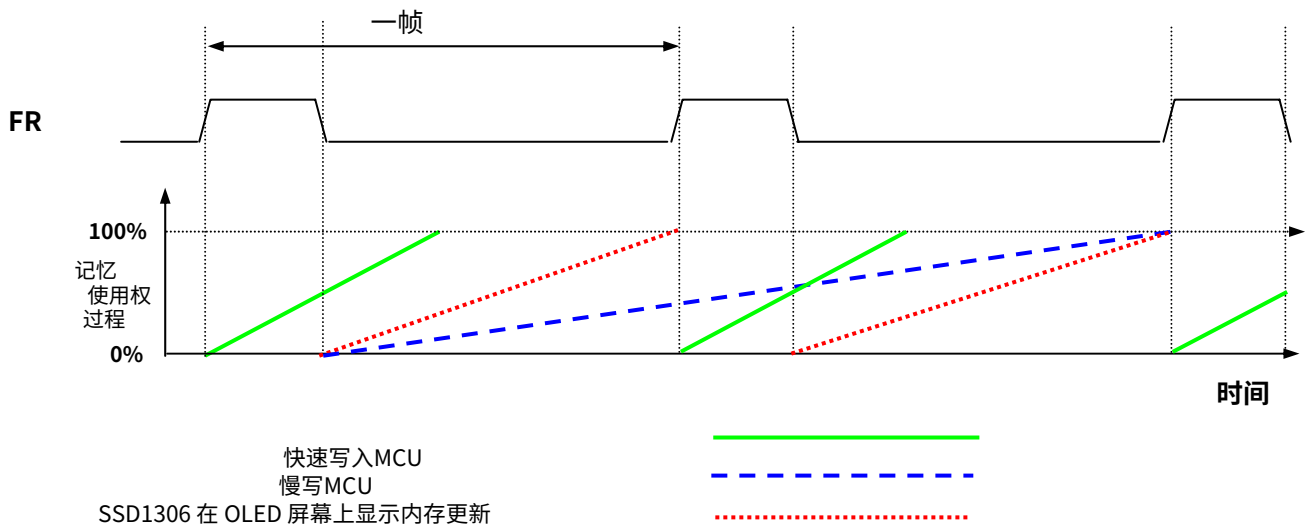 一帧
FR
100%
记忆
使用权
过程
0%
时间
快速写入MCU
慢写MCU
SSD1306 在 OLED 屏幕上显示内存更新